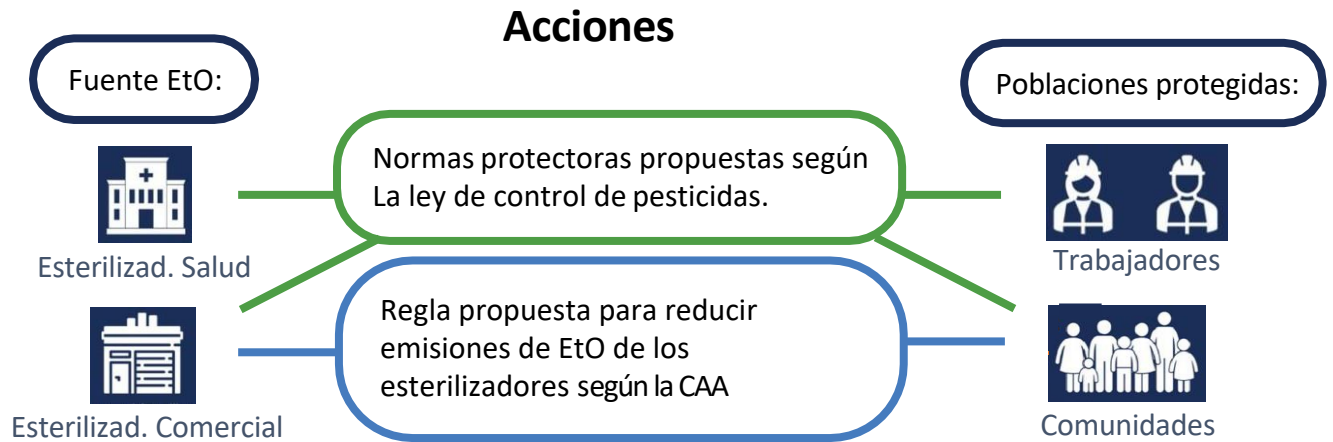 Acciones
Fuente EtO:
Poblaciones protegidas:
Normas protectoras propuestas según
La ley de control de pesticidas.
Esterilizad. Salud
Trabajadores
Regla propuesta para reducir
emisiones de EtO de los
esterilizadores según la CAA
Esterilizad. Comercial
Comunidades